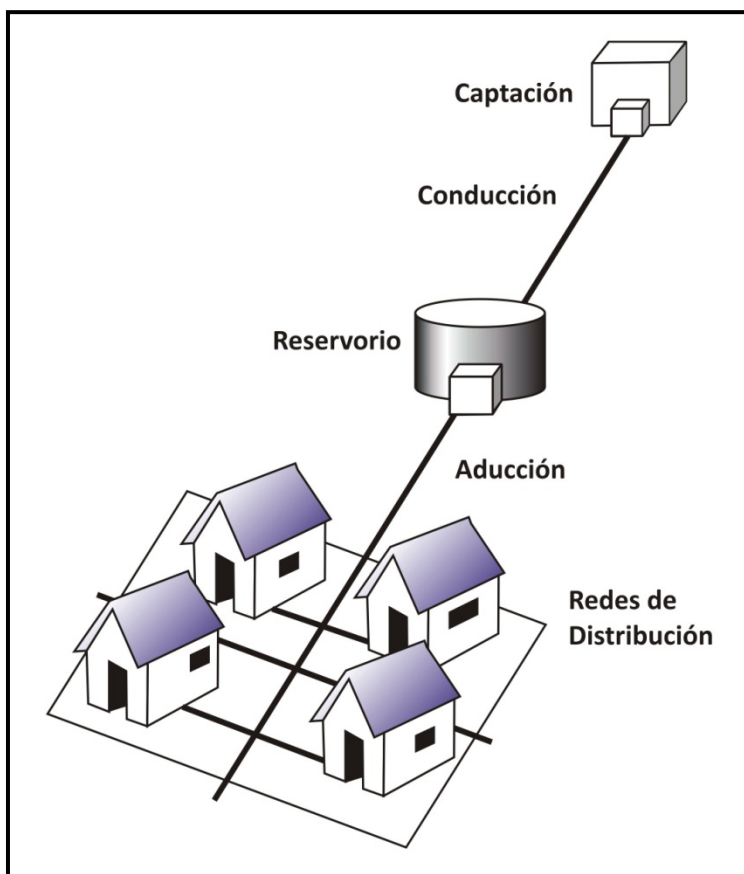 Captación
Conducción
Reservorio
Aducción
Redes de
Distribución